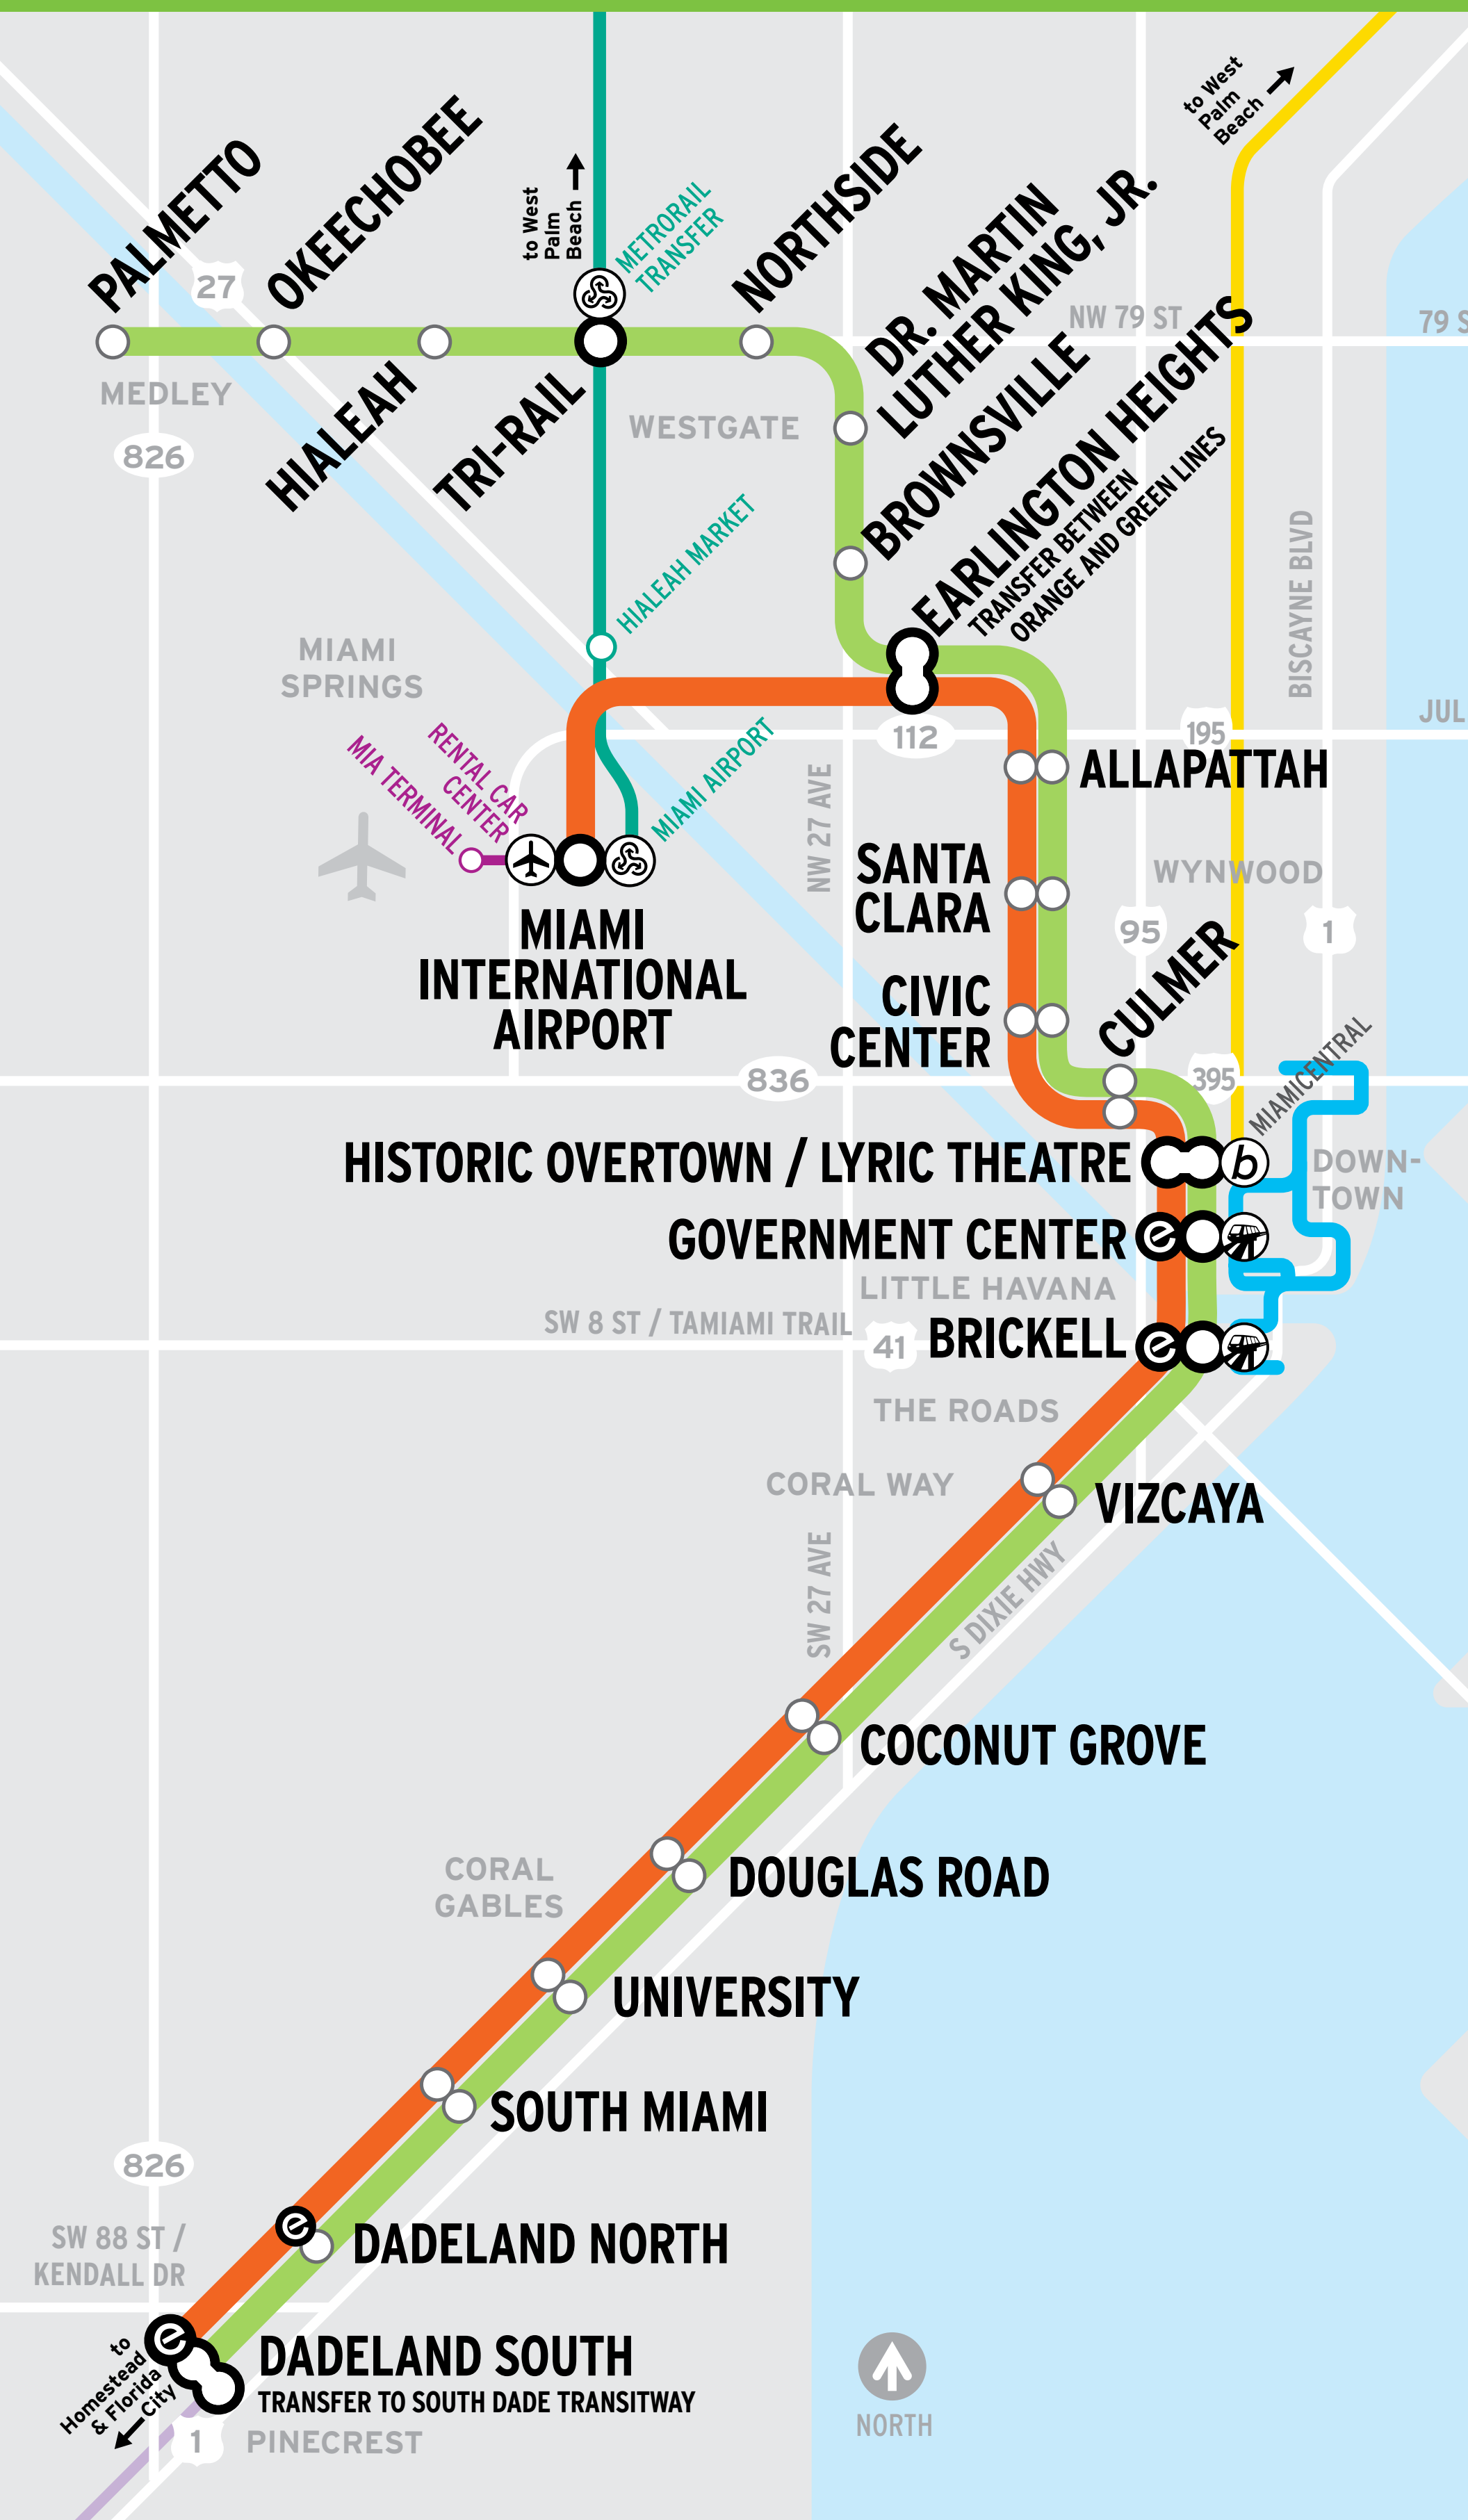 to West
Palm
Beach
PALMETTO
OKEECHOBEE
to West
Palm
Beach
METRORAIL
TRANSFER
NORTHSIDE
DR. MARTIN
LUTHER KING, JR.
27
NW 79 ST
79 S
MEDLEY
826
HIALEAH
TRI-RAIL
WESTGATE
BROWNSVILLE
EARLINGTON HEIGHTS
TRANSFER BETWEEN
ORANGE AND GREEN LINES
HIALEAH MARKET
BISCAYNE BLVD
MIAMI
SPRINGS
112
195
JUL
ALLAPATTAH
RENTAL CAR
CENTER
MIA TERMINAL
MIAMI AIRPORT
NW 27 AVE
SANTA
CLARA
WYNWOOD
MIAMI
INTERNATIONAL
AIRPORT
95
1
CULMER
CIVIC
CENTER
836
395
MIAMICENTRAL
HISTORIC OVERTOWN / LYRIC THEATRE
b
DOWN-
TOWN
GOVERNMENT CENTER
e
LITTLE HAVANA
SW 8 ST / TAMIAMI TRAIL
41
BRICKELL
e
THE ROADS
CORAL WAY
VIZCAYA
SW 27 AVE
S DIXIE HWY
COCONUT GROVE
CORAL
GABLES
DOUGLAS ROAD
UNIVERSITY
SOUTH MIAMI
826
SW 88 ST /
KENDALL DR
e
DADELAND NORTH
e
DADELAND SOUTH
TRANSFER TO SOUTH DADE TRANSITWAY
to
Homestead
& Florida
City
1
PINECREST
NORTH